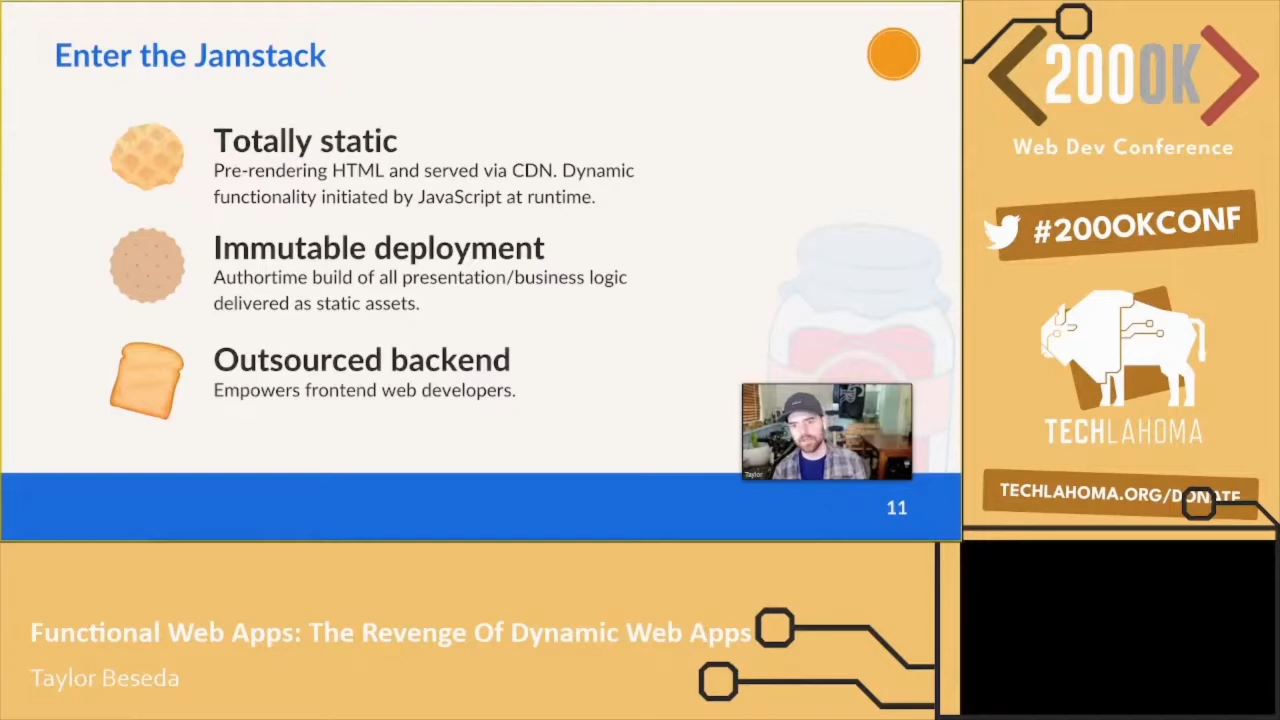 Enter the Jamstack
Totally static
Pre-rendering HTML and served via CDN. Dynamic
functionality initiated by JavaScript at runtime.
Immutable deployment
Authortime build of all presentation/business logic
delivered as static assets.
Outsourced backend
Empowers frontend web developers.
Taylor
11
200OK
Web Dev Conference
#200OKCONF
TECHLAHOMA
TECHLAHOMA.ORG/DONATE
Functional Web Apps: The Revenge Of Dynamic Web Apps
Taylor Beseda